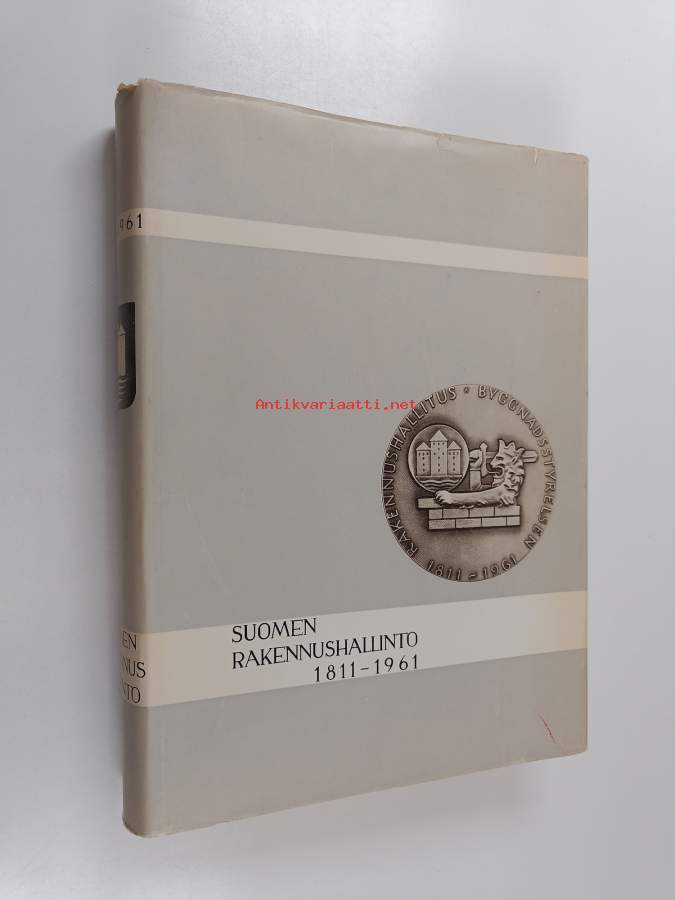 961
Antikvariaatti.net
RAKENNUSHALLITUS * BYGGNADSSTYRELSEN
1811-1961
SUOMEN
RAKENNUSHALLINTO
1811-1961
EN
NUS
NTO